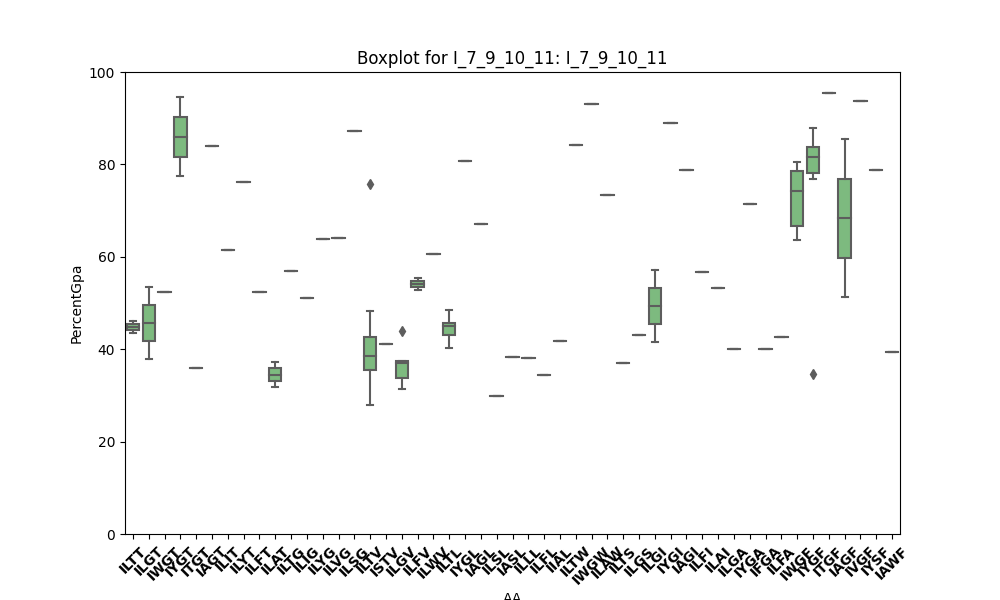 Boxplot for I_7_9_10_11: I_7_9_10_11
PercentGpa
100
80
60
40
20
0
ILTT ILGT IWGT IYGT ITGT IAGT ILIT ILYT ILFT ILAT ILTG ILIG ILYG ILVG ILSG ILTV ISTV ILGV ILFV ILWV ILTL IYGL IAGL ILSL IASL ILLL ILFL IIAL ILTW IWGW ILAW ILTS ILGS ILGI IYGI IAGI ILFI ILAI ILGA IYGA IFGA ILFA IWGF IYGF ITGF IAGF IVGF IYSF IAWF
AA